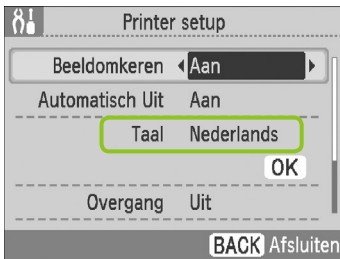 Printer setup
Beeldomkeren Aan
Automatisch Uit Aan
Taal Nederlands
OK
Overgang Uit
BACK Afsluiten